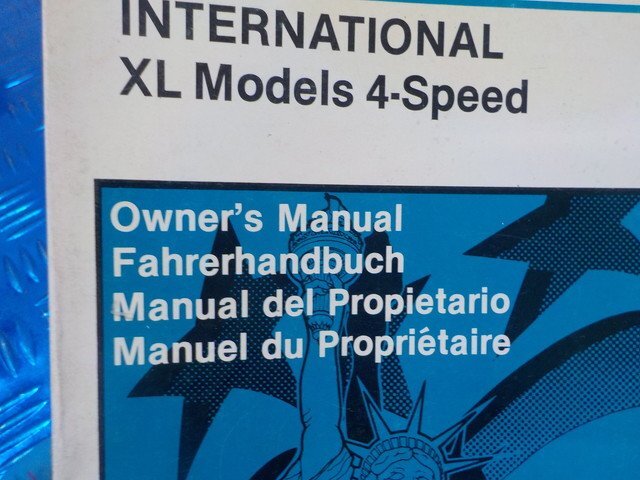 INTERNATIONAL
XL Models 4-Speed
Owner's Manual
Fahrerhandbuch
Manual del Propietario
Manuel du Propriétaire